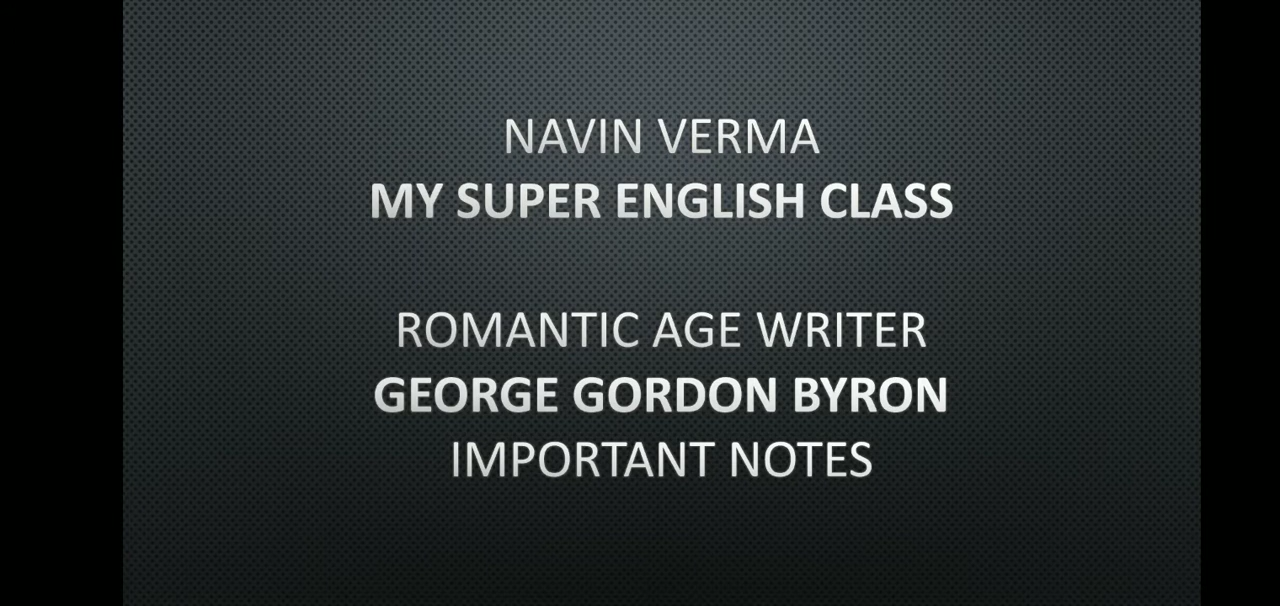 NAVIN VERMA
MY SUPER ENGLISH CLASS
ROMANTIC AGE WRITER
GEORGE GORDON BYRON
IMPORTANT NOTES